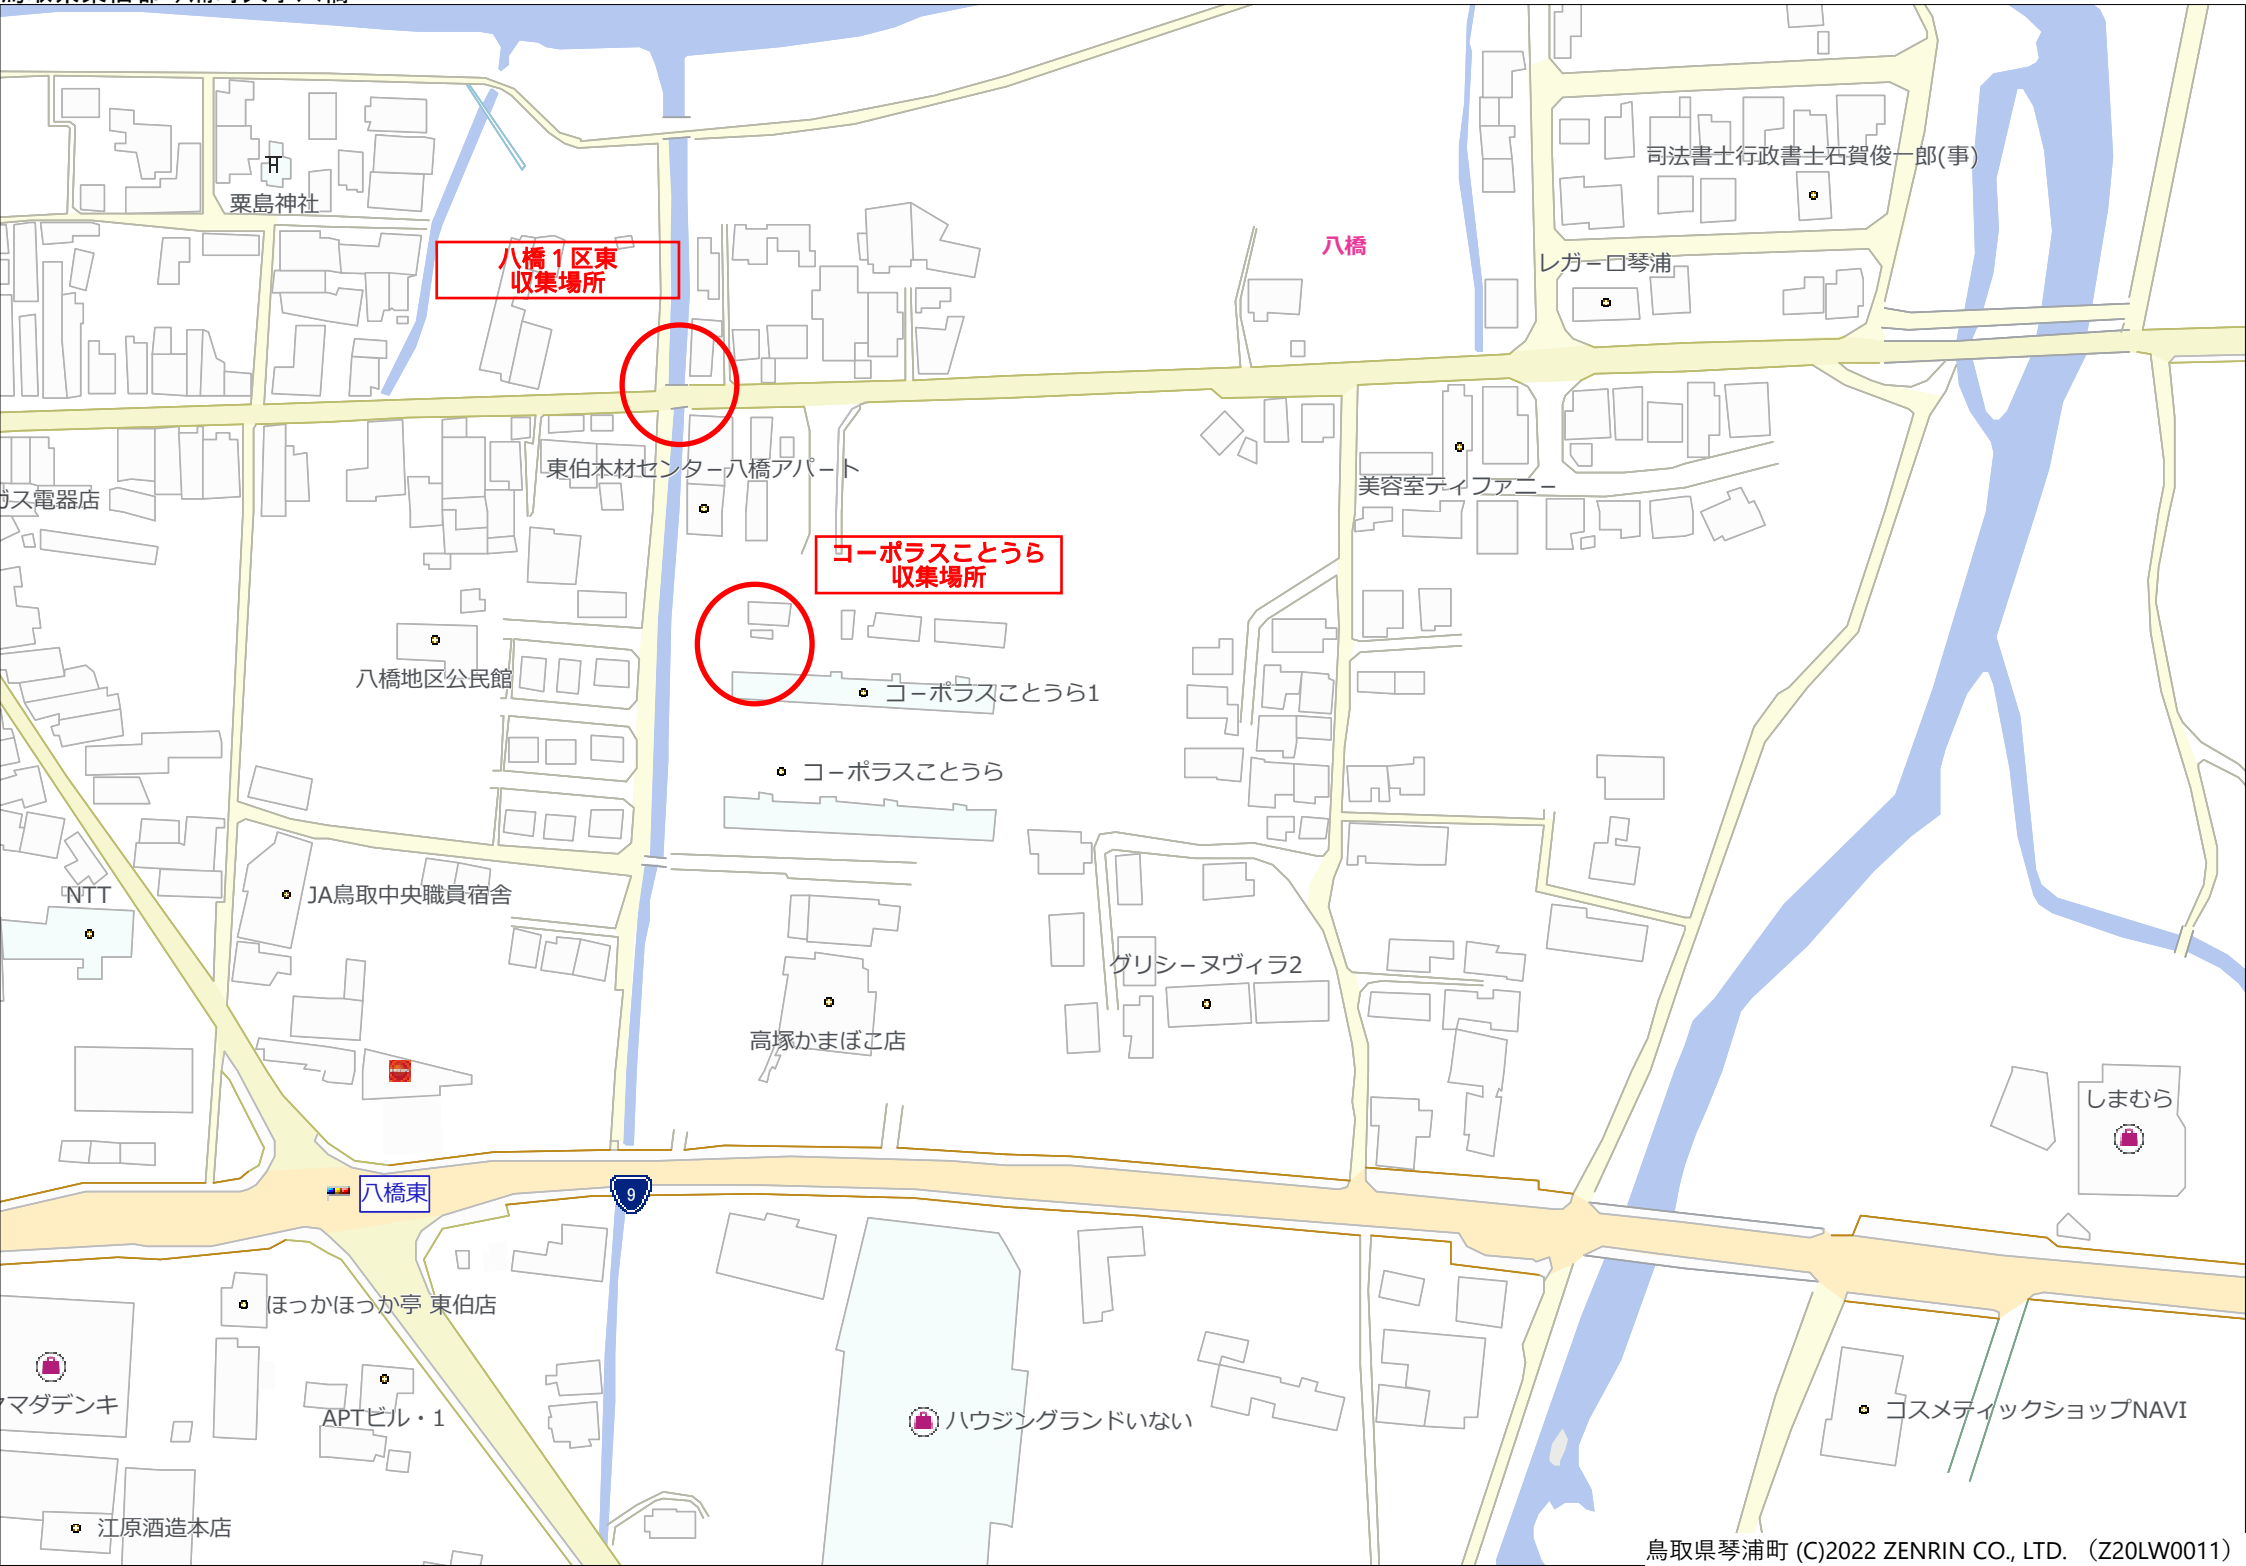 司法書士行政書士石賀俊一郎(事)
粟島神社
八橋１区東
収集場所
八橋
レガーロ琴浦
東伯木材センター八橋アパート
美容室ティファニー
ガス電器店
コーポラスことうら
収集場所
八橋地区公民館
コーポラスことうら1
コーポラスことうら
NTT
JA鳥取中央職員宿舎
グリシーヌヴィラ2
高塚かまぼこ店
しまむら
八橋東
9
ほっかほっか亭 東伯店
ヤマダデンキ
APTビル・1
ハウジングランドいない
コスメティックショップNAVI
江原酒造本店
鳥取県琴浦町 (C)2022 ZENRIN CO., LTD. （Z20LW0011）